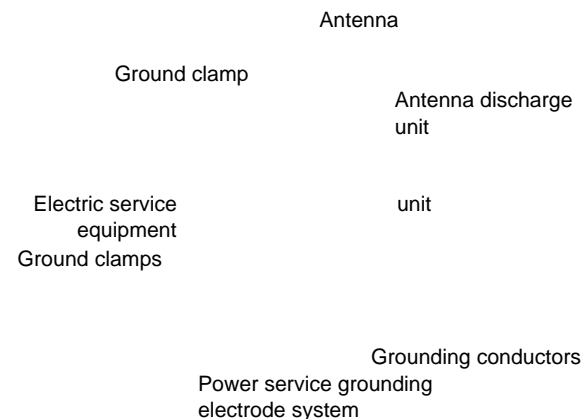 Antenna
Ground clamp
Antenna discharge
unit
Electric service
equipment
unit
Ground clamps
Grounding conductors
Power service grounding
electrode system